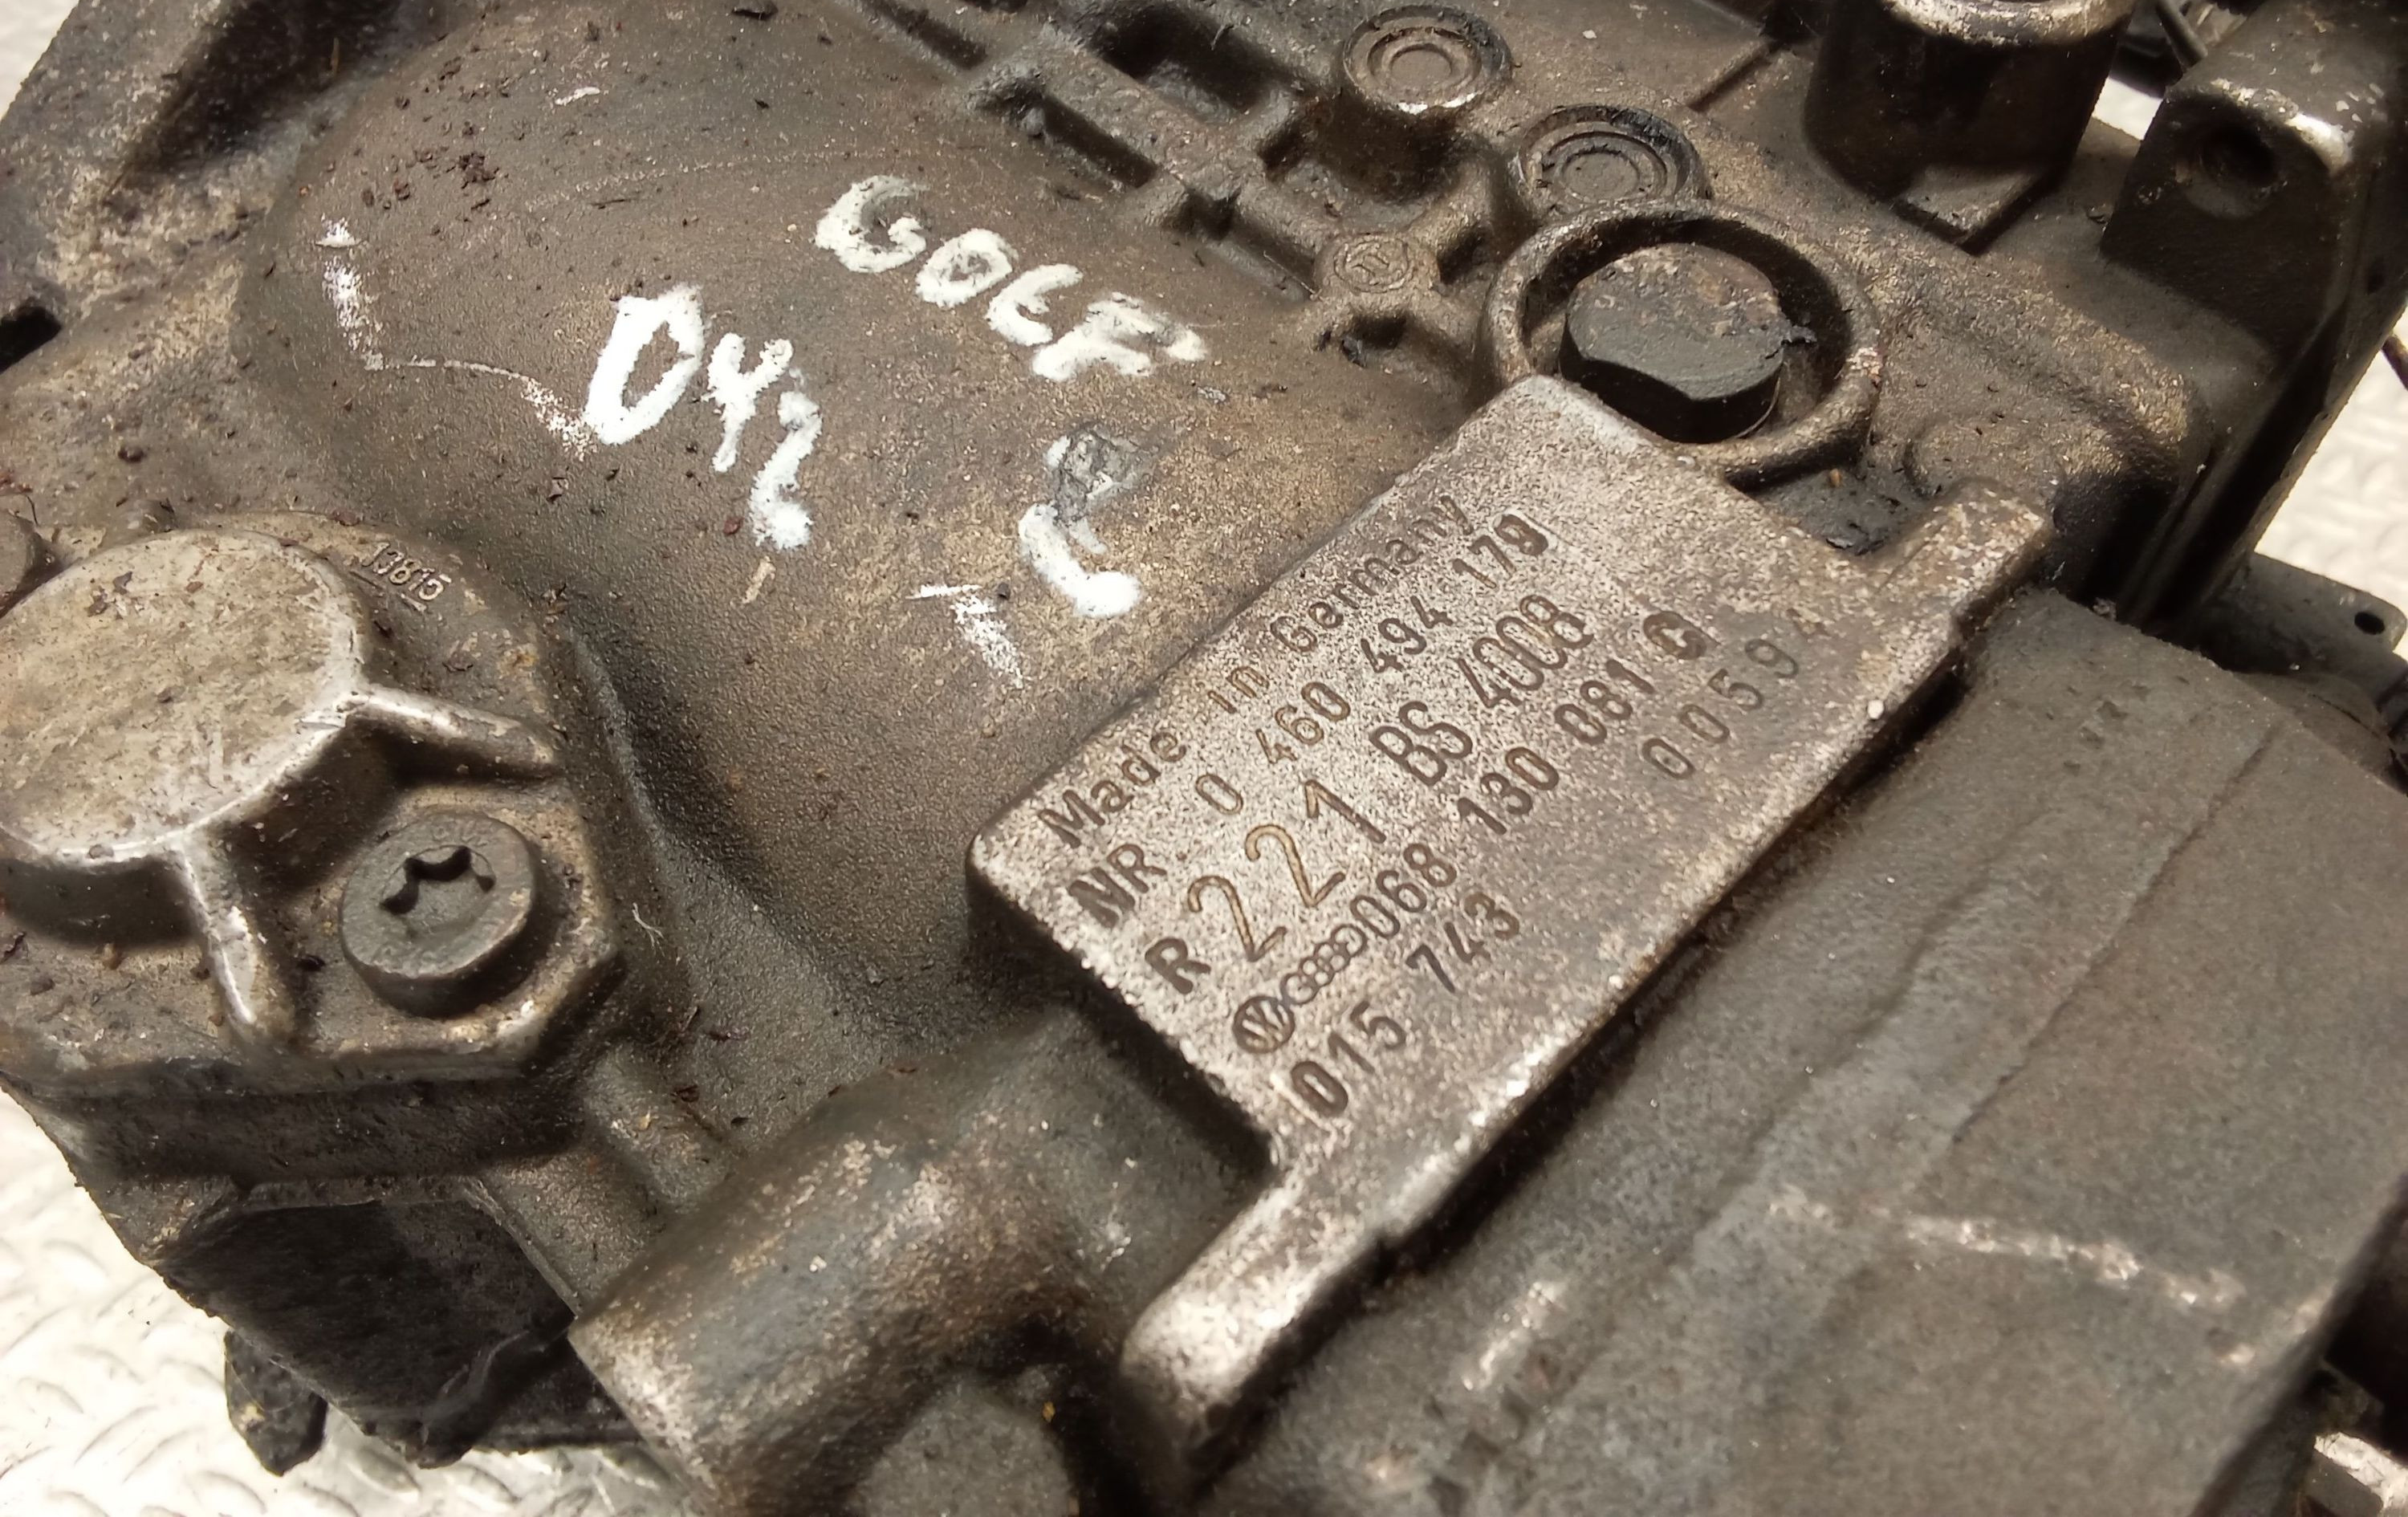 GOLF
042
13815
Made in Germany
NR 0 460 494 179
R 221 BS 4008
068 130 081 G
00594
015 743